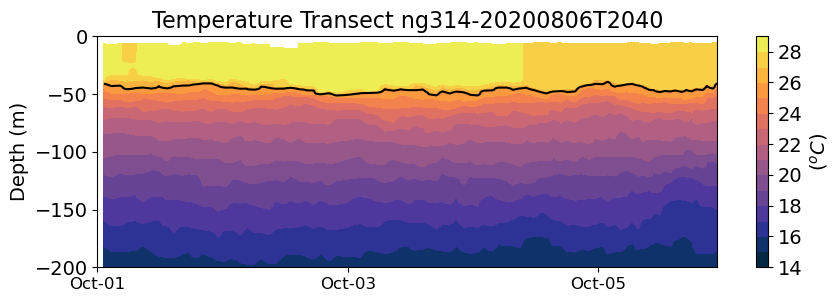 Temperature Transect ng314-20200806T2040
0
−50
−100
−150
−200
Depth (m)
Oct-01
Oct-03
Oct-05
28
26
24
22
20
18
16
14
(°C)